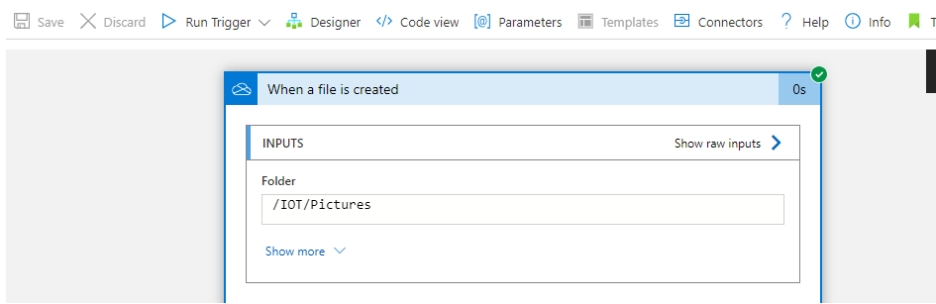 Save Discard Run Trigger Designer </> Code view [@] Parameters Templates Connectors ? Help Info
When a file is created 0s
INPUTS Show raw inputs
Folder
/IOT/Pictures
Show more